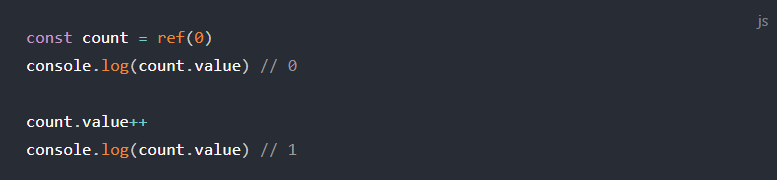 js
const count = ref(0)
console.log(count.value) // 0

count.value++
console.log(count.value) // 1